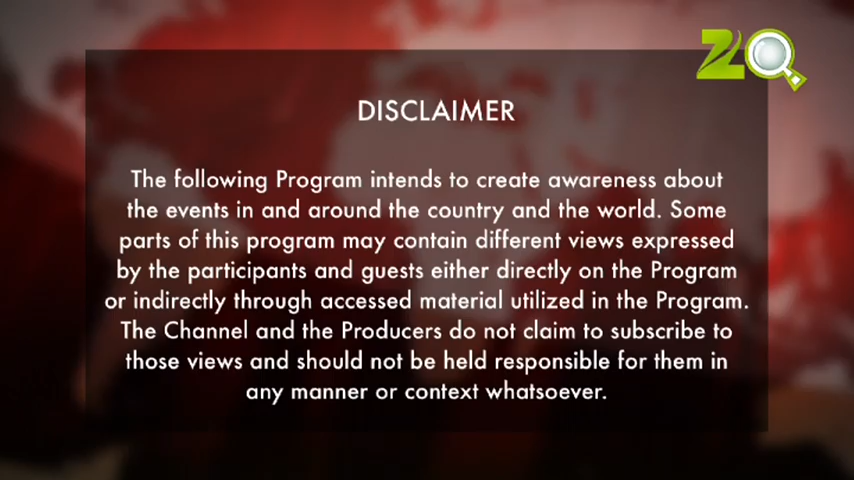 ZQ
DISCLAIMER
The following Program intends to create awareness about
the events in and around the country and the world. Some
parts of this program may contain different views expressed
by the participants and guests either directly on the Program
or indirectly through accessed material utilized in the Program.
The Channel and the Producers do not claim to subscribe to
those views and should not be held responsible for them in
any manner or context whatsoever.